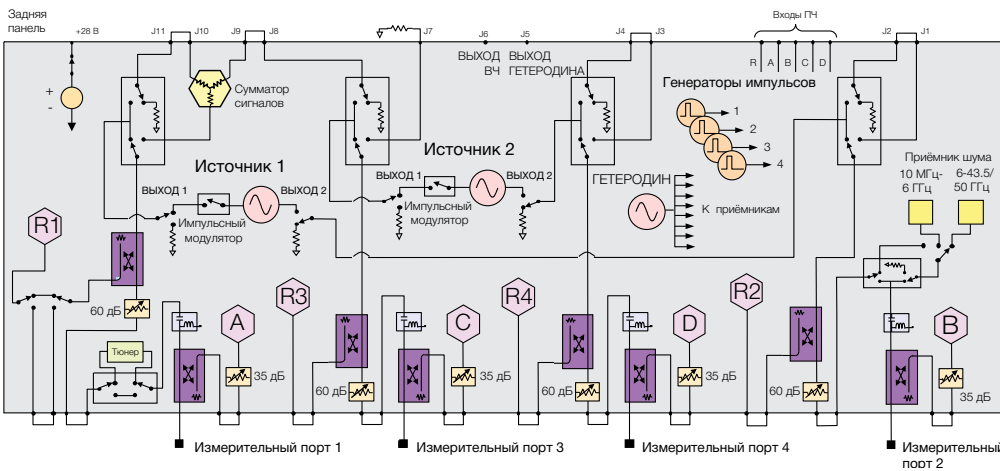 Задняя
панель
+28 В
J11
J10
J9
J8
J7
J6
J5
J4
J3
Входы ПЧ
J2
J1
ВЫХОД
ВЧ
ВЫХОД
ГЕТЕРОДИНА
R
A
B
C
D
+
-
Сумматор
сигналов
Генераторы импульсов
1
2
3
4
Источник 1
Источник 2
ВЫХОД 1
ВЫХОД 2
Импульсный
модулятор
ВЫХОД 1
ВЫХОД 2
Импульсный
модулятор
ГЕТЕРОДИН
К приёмникам
Приёмник шума
10 МГц-
6 ГГц
6-43.5/
50 ГГц
R1
R3
R4
R2
A
C
D
B
60 дБ
Тюнер
35 дБ
60 дБ
35 дБ
60 дБ
35 дБ
60 дБ
35 дБ
Измерительный порт 1
Измерительный порт 3
Измерительный порт 4
Измерительный
порт 2